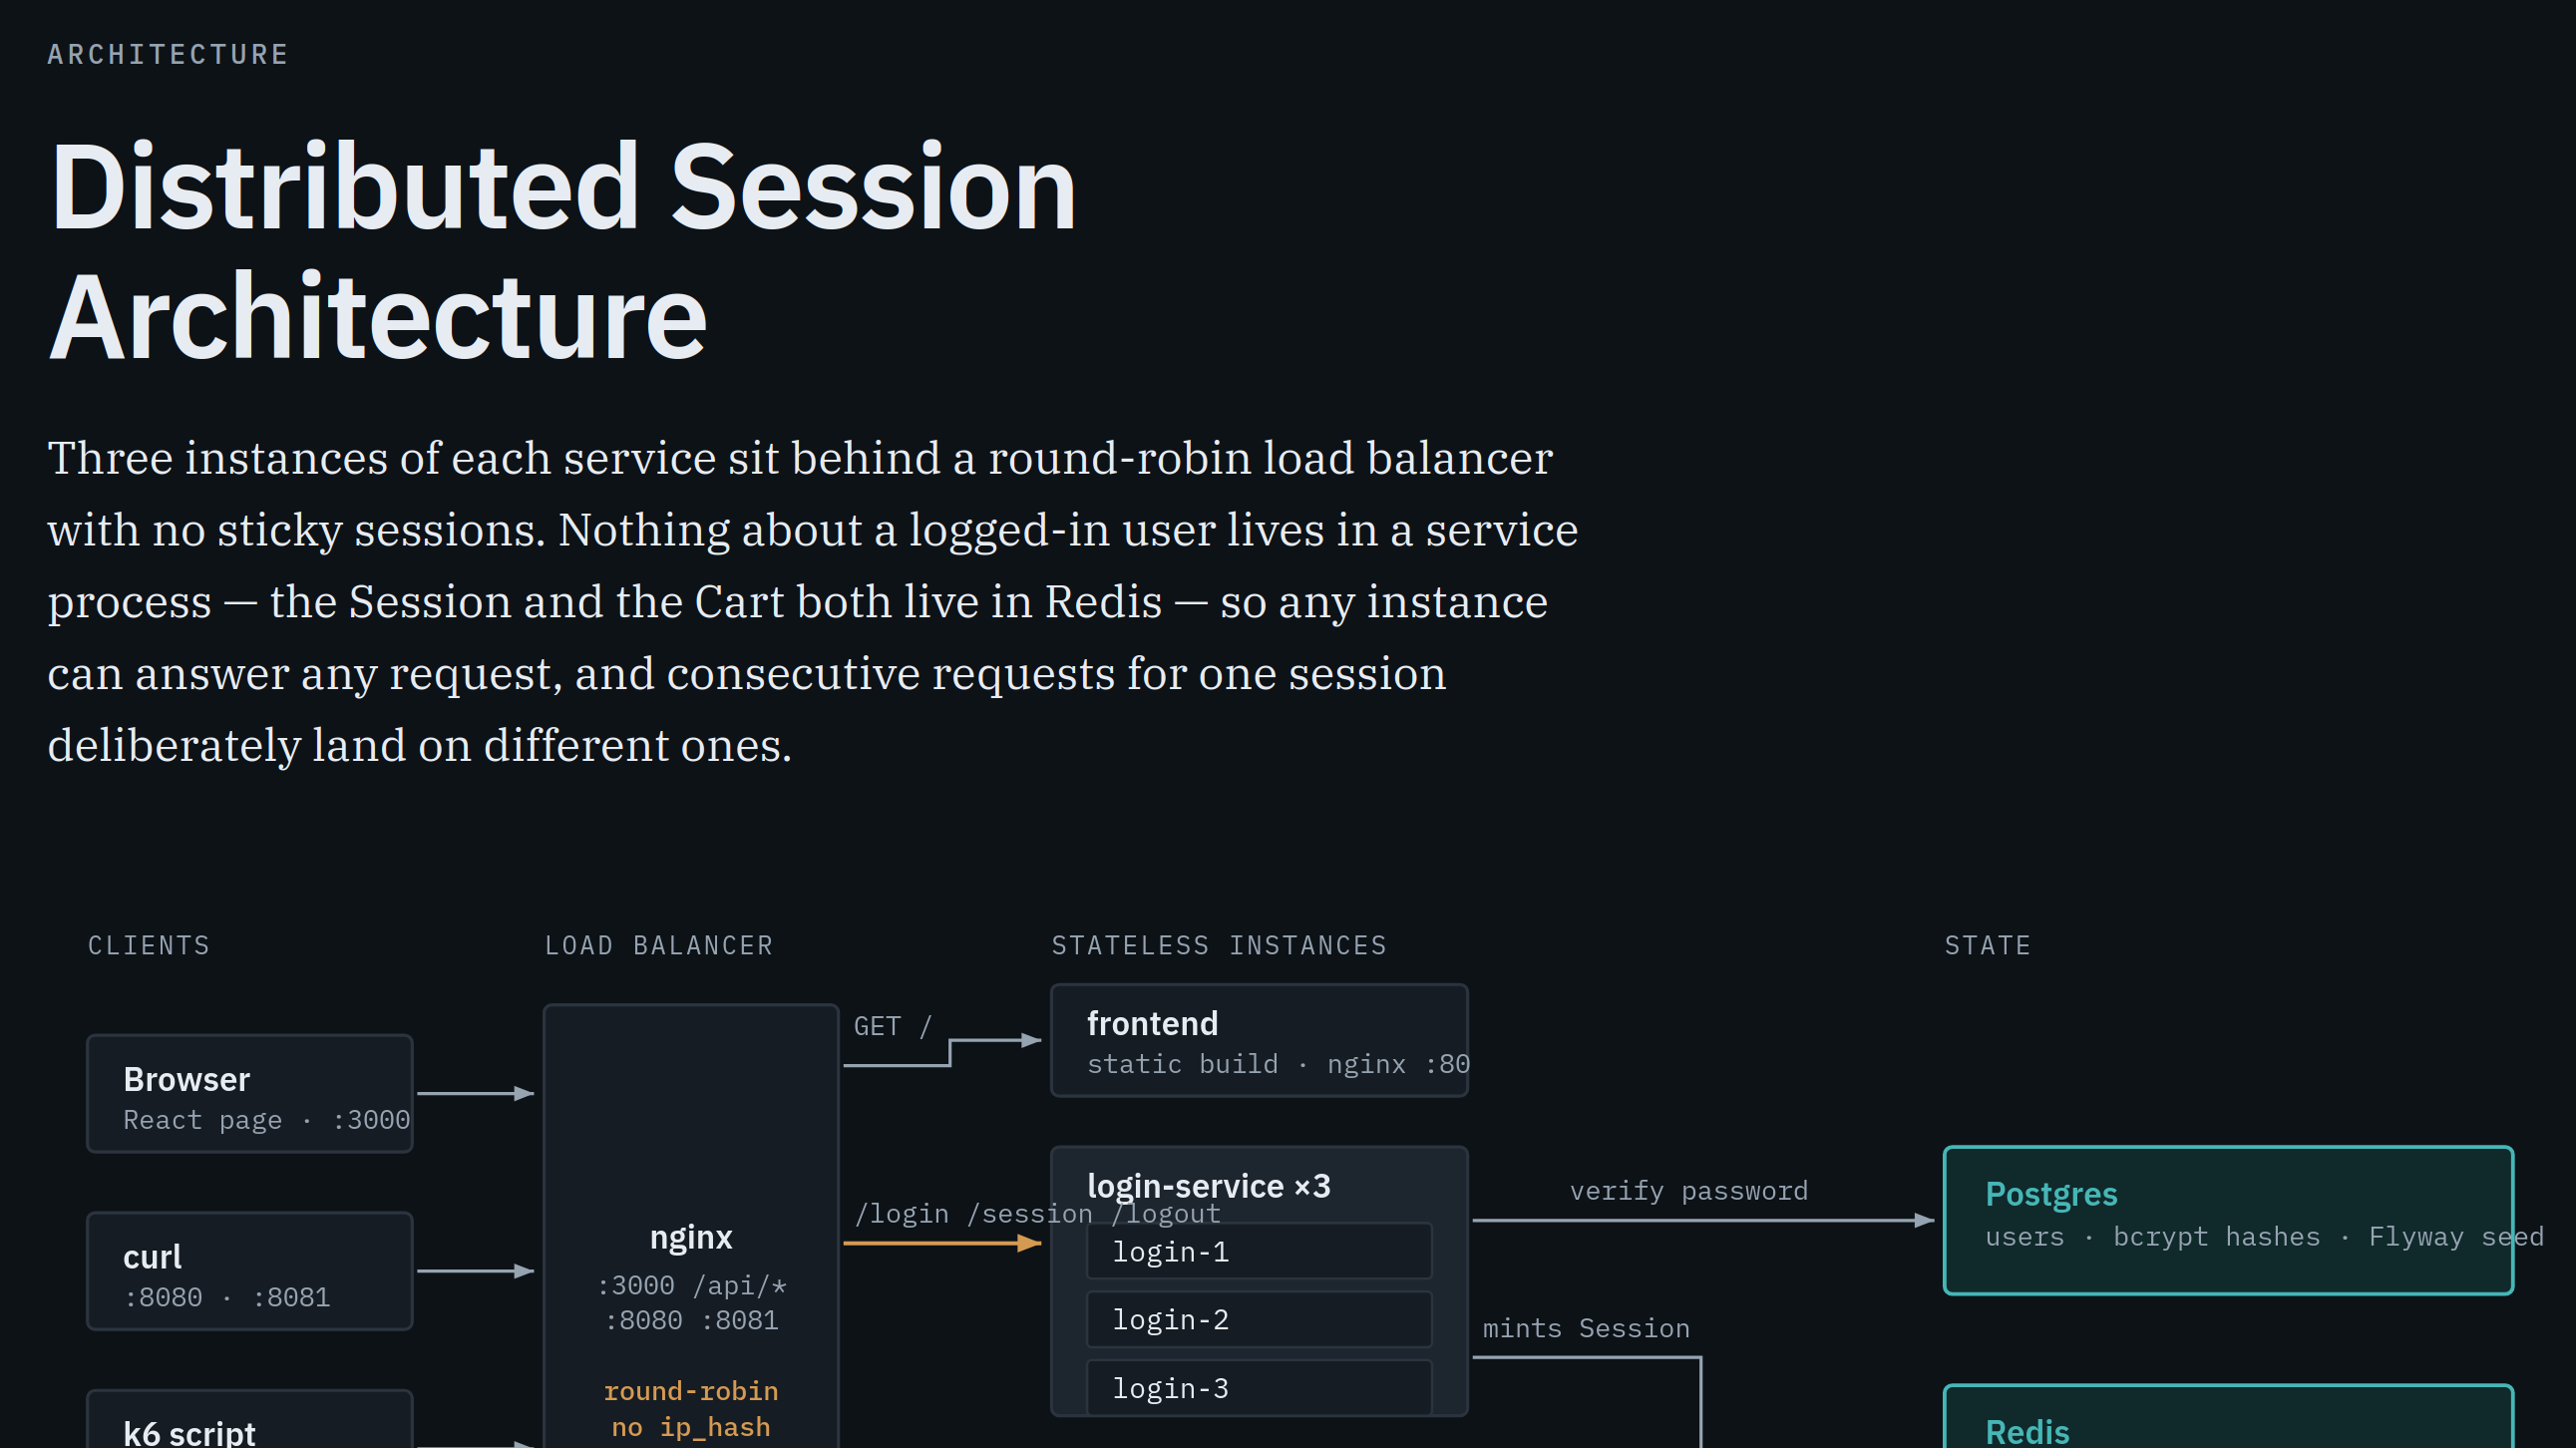 ARCHITECTURE
Distributed Session
Architecture
Three instances of each service sit behind a round-robin load balancer
with no sticky sessions. Nothing about a logged-in user lives in a service
process — the Session and the Cart both live in Redis — so any instance
can answer any request, and consecutive requests for one session
deliberately land on different ones.
CLIENTS
LOAD BALANCER
STATELESS INSTANCES
STATE
Browser
React page · :3000
curl
:8080 · :8081
k6 script
nginx
:3000 /api/*
:8080 :8081
round-robin
no ip_hash
GET /
/login /session /logout
frontend
static build · nginx :80
login-service ×3
login-1
login-2
login-3
verify password
mints Session
Postgres
users · bcrypt hashes · Flyway seed
Redis